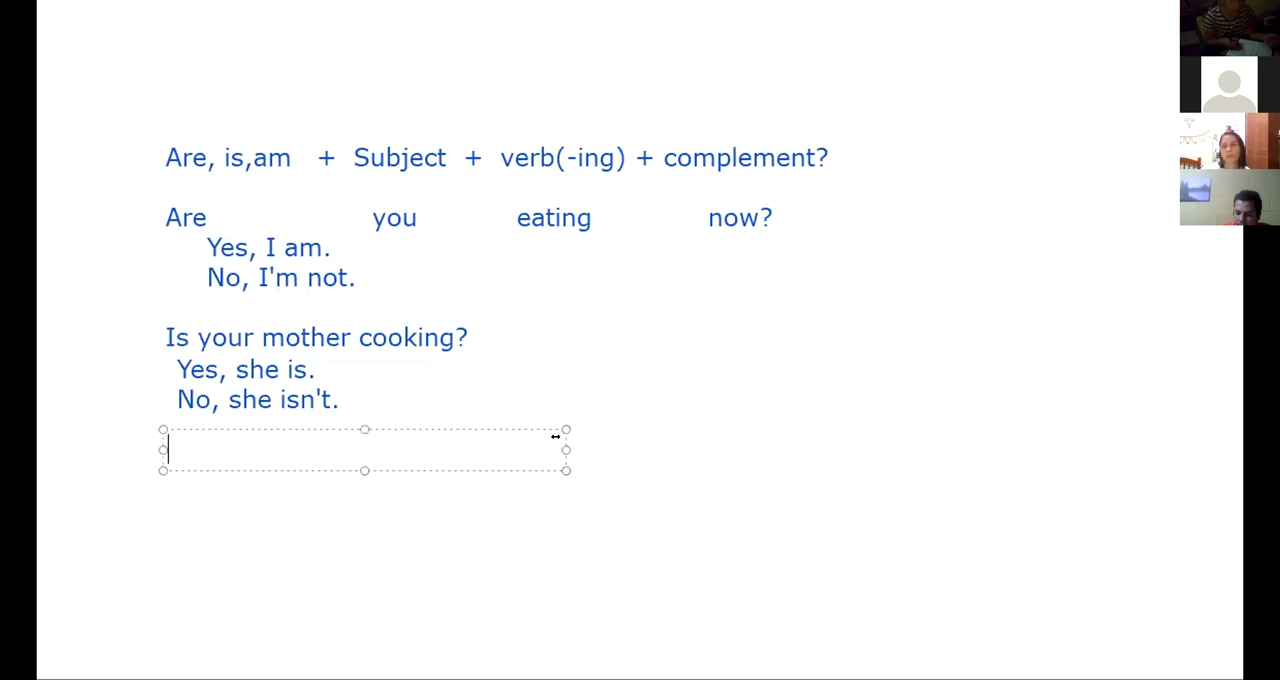 Are, is,am + Subject + verb(-ing) + complement?
Are you eating now?
Yes, I am.
No, I'm not.
Is your mother cooking?
Yes, she is.
No, she isn't.